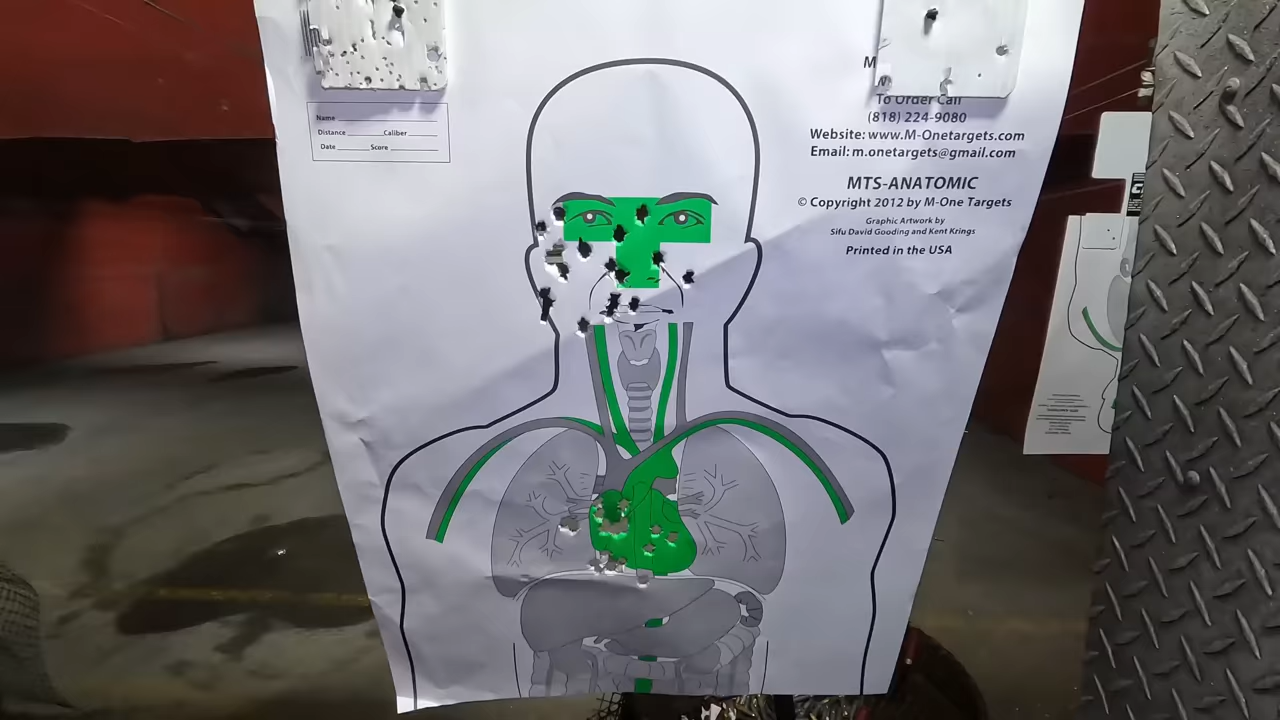 Name
Distance Caliber
Date Score
To Order Call
(818) 224-9080
Website: www.M-Onetargets.com
Email: m.onetargets@gmail.com
MTS-ANATOMIC
© Copyright 2012 by M-One Targets
Graphic Artwork by
Sifu David Gooding and Kent Krings
Printed in the USA